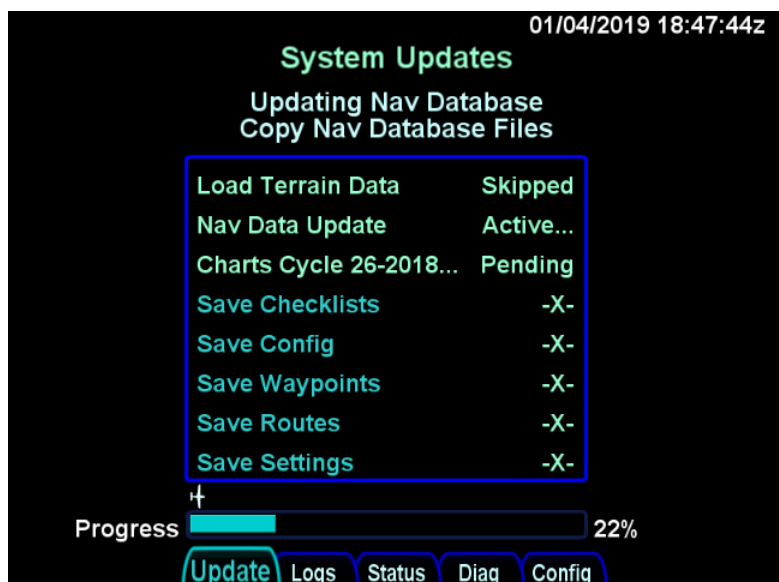 01/04/2019 18:47:44z
System Updates
Updating Nav Database
Copy Nav Database Files
Load Terrain Data Skipped
Nav Data Update Active...
Charts Cycle 26-2018... Pending
Save Checklists -X-
Save Config -X-
Save Waypoints -X-
Save Routes -X-
Save Settings -X-
Progress 22%
Update Logs Status Diag Config